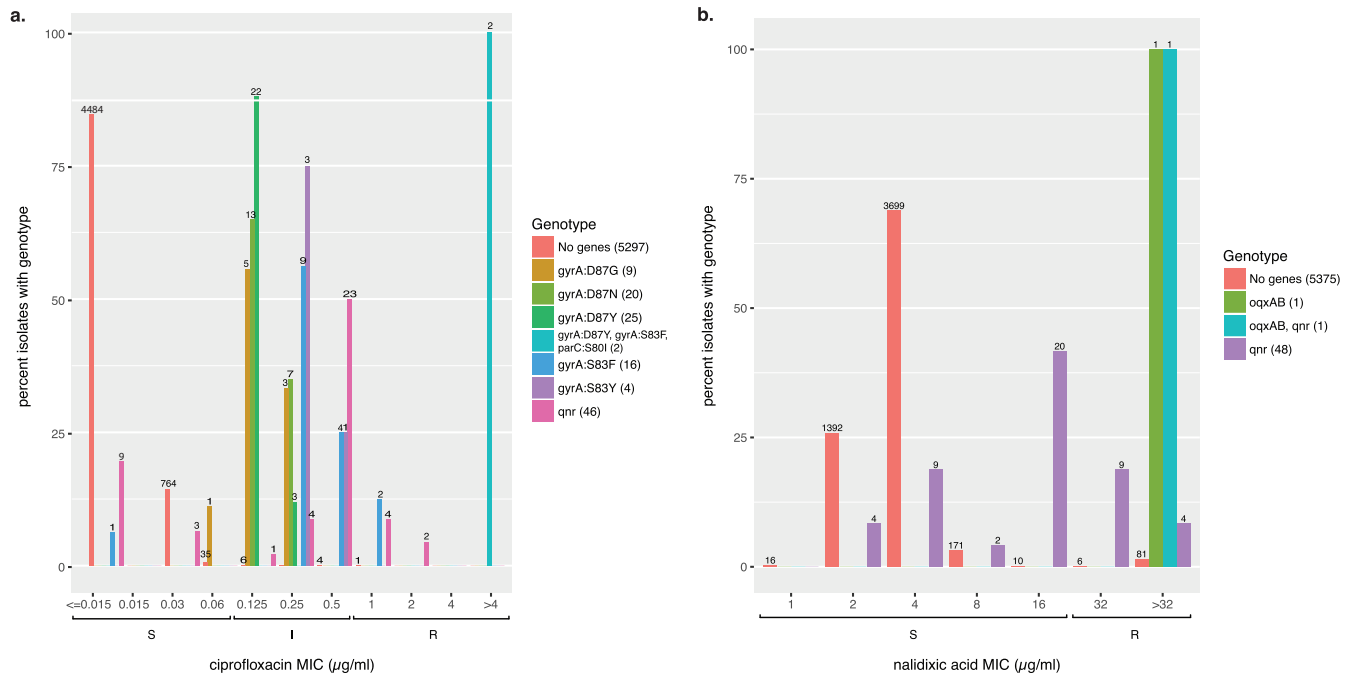 a.
percent isolates with genotype
100
75
50
25
0
4484
1
9
764
3
35
1
6
5
13
22
1
3
7
3
9
3
4
4
41
23
1
2
4
2
2
<=0.015 0.015 0.03 0.06 0.125 0.25 0.5 1 2 4 >4
S I R
ciprofloxacin MIC (µg/ml)
Genotype
No genes (5297)
gyrA:D87G (9)
gyrA:D87N (20)
gyrA:D87Y (25)
gyrA:D87Y, gyrA:S83F,
parC:S80I (2)
gyrA:S83F (16)
gyrA:S83Y (4)
qnr (46)
b.
percent isolates with genotype
100
75
50
25
0
16
1392
4
3699
9
171
2
10
20
6
9
81
1
1
4
1 2 4 8 16 32 >32
S R
nalidixic acid MIC (µg/ml)
Genotype
No genes (5375)
oqxAB (1)
oqxAB, qnr (1)
qnr (48)